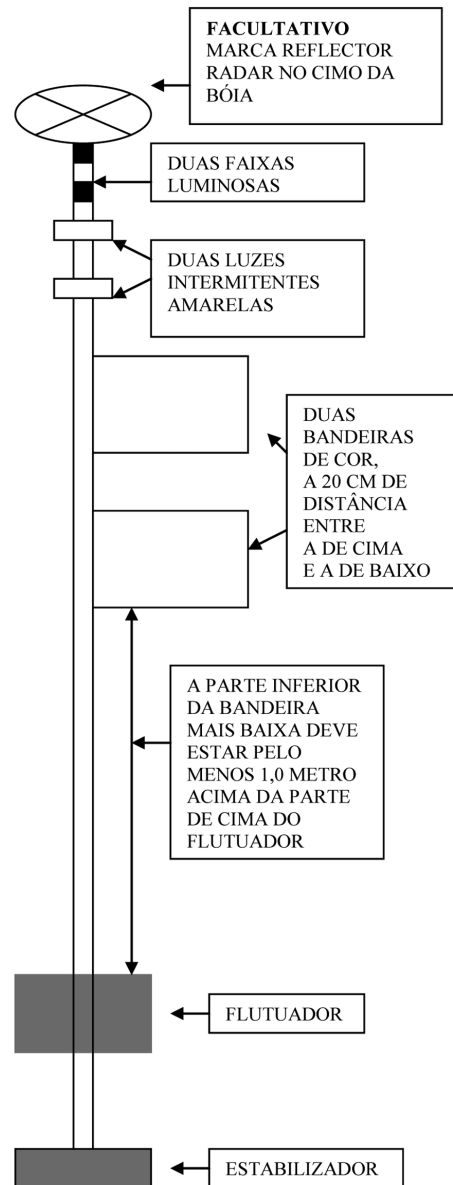 FACULTATIVO
MARCA REFLECTOR
RADAR NO CIMO DA
BÓIA
DUAS FAIXAS
LUMINOSAS
DUAS LUZES
INTERMITENTES
AMARELAS
DUAS
BANDEIRAS
DE COR,
A 20 CM DE
DISTÂNCIA
ENTRE
A DE CIMA
E A DE BAIXO
A PARTE INFERIOR
DA BANDEIRA
MAIS BAIXA DEVE
ESTAR PELO
MENOS 1,0 METRO
ACIMA DA PARTE
DE CIMA DO
FLUTUADOR
FLUTUADOR
ESTABILIZADOR